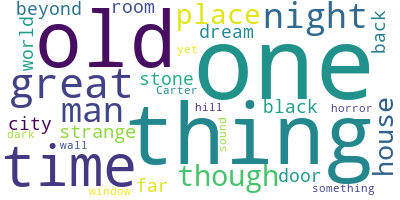 beyond
room
old
one
place
night
back
world
dream
great
stone
Carter
man
black
hill
horror
house
yet
city
strange
thing
sound
dark
wall
time
though
door
far
window
something